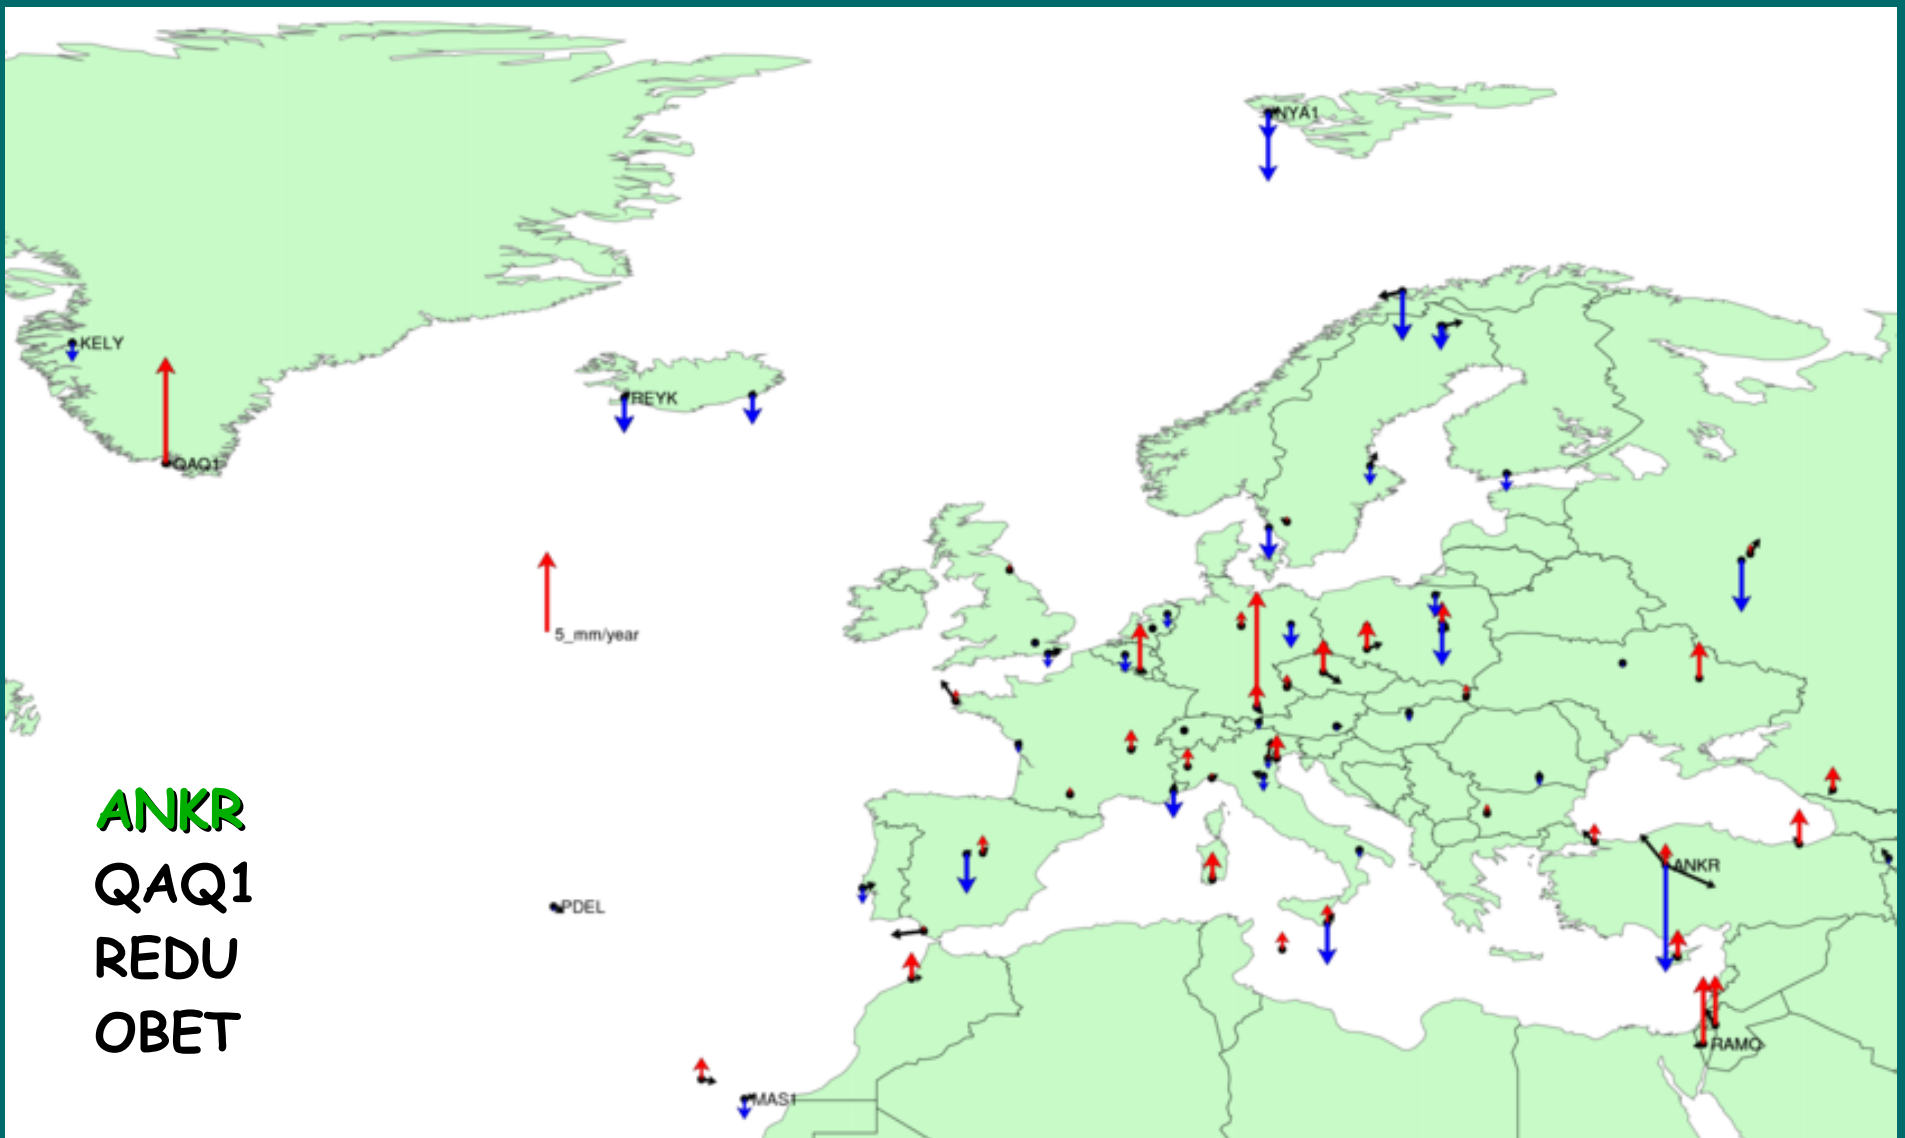 NYA1
KELY
REYK
QAQ1
5_mm/year
ANKR
QAQ1
REDU
OBET
ANKR
PDEL
RAMO
MAS1